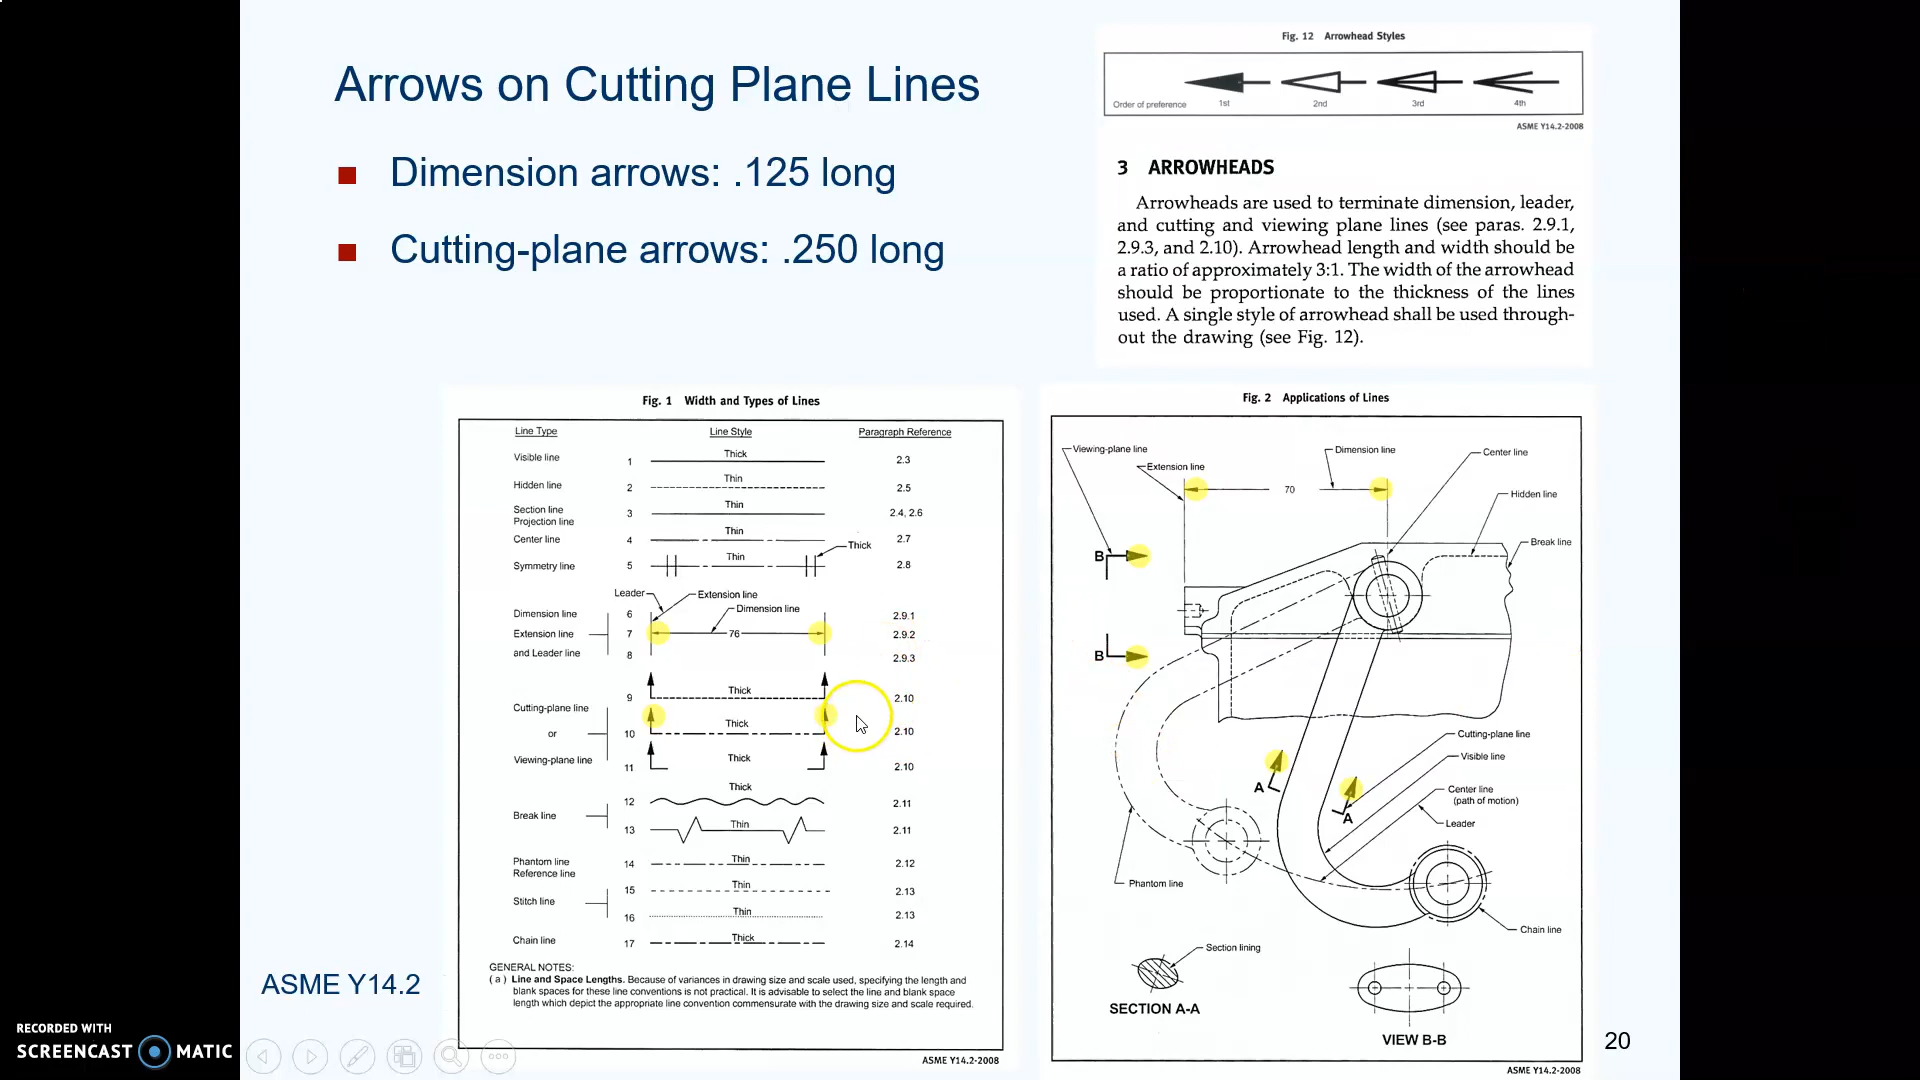 Arrows on Cutting Plane Lines
■ Dimension arrows: .125 long
■ Cutting-plane arrows: .250 long
Fig. 12 Arrowhead Styles
Order of preference 1st 2nd 3rd 4th
ASME Y14.2-2008
3 ARROWHEADS
Arrowheads are used to terminate dimension, leader,
and cutting and viewing plane lines (see paras. 2.9.1,
2.9.3, and 2.10). Arrowhead length and width should be
a ratio of approximately 3:1. The width of the arrowhead
should be proportionate to the thickness of the lines
used. A single style of arrowhead shall be used through-
out the drawing (see Fig. 12).
Fig. 1 Width and Types of Lines
Line Type Line Style Paragraph Reference
Visible line 1 Thick 2.3
Hidden line 2 Thin 2.5
Section line
Projection line 3 Thin 2.4, 2.6
Center line 4 Thin 2.7
Thick
Symmetry line 5 Thin 2.8
Leader Extension line
Dimension line
Dimension line 6 2.9.1
Extension line 7 76 2.9.2
and Leader line 8 2.9.3
9 Thick 2.10
Cutting-plane line
or 10 Thick 2.10
Viewing-plane line 11 Thick 2.10
12 Thick 2.11
Break line
13 Thin 2.11
Phantom line
Reference line 14 Thin 2.12
15 Thin 2.13
Stitch line
16 Thin 2.13
Chain line 17 Thick 2.14
GENERAL NOTES:
(a) Line and Space Lengths. Because of variances in drawing size and scale used, specifying the length and
blank spaces for these line conventions is not practical. It is advisable to select the line and blank space
length which depict the appropriate line convention commensurate with the drawing size and scale required.
ASME Y14.2-2008
Fig. 2 Applications of Lines
Viewing-plane line
Dimension line
Center line
Extension line
70
Hidden line
Break line
B
B
Cutting-plane line
Visible line
A
Center line
(path of motion)
A
Leader
Phantom line
Chain line
Section lining
SECTION A-A
VIEW B-B
ASME Y14.2-2008
ASME Y14.2
20
RECORDED WITH
SCREENCAST MATIC